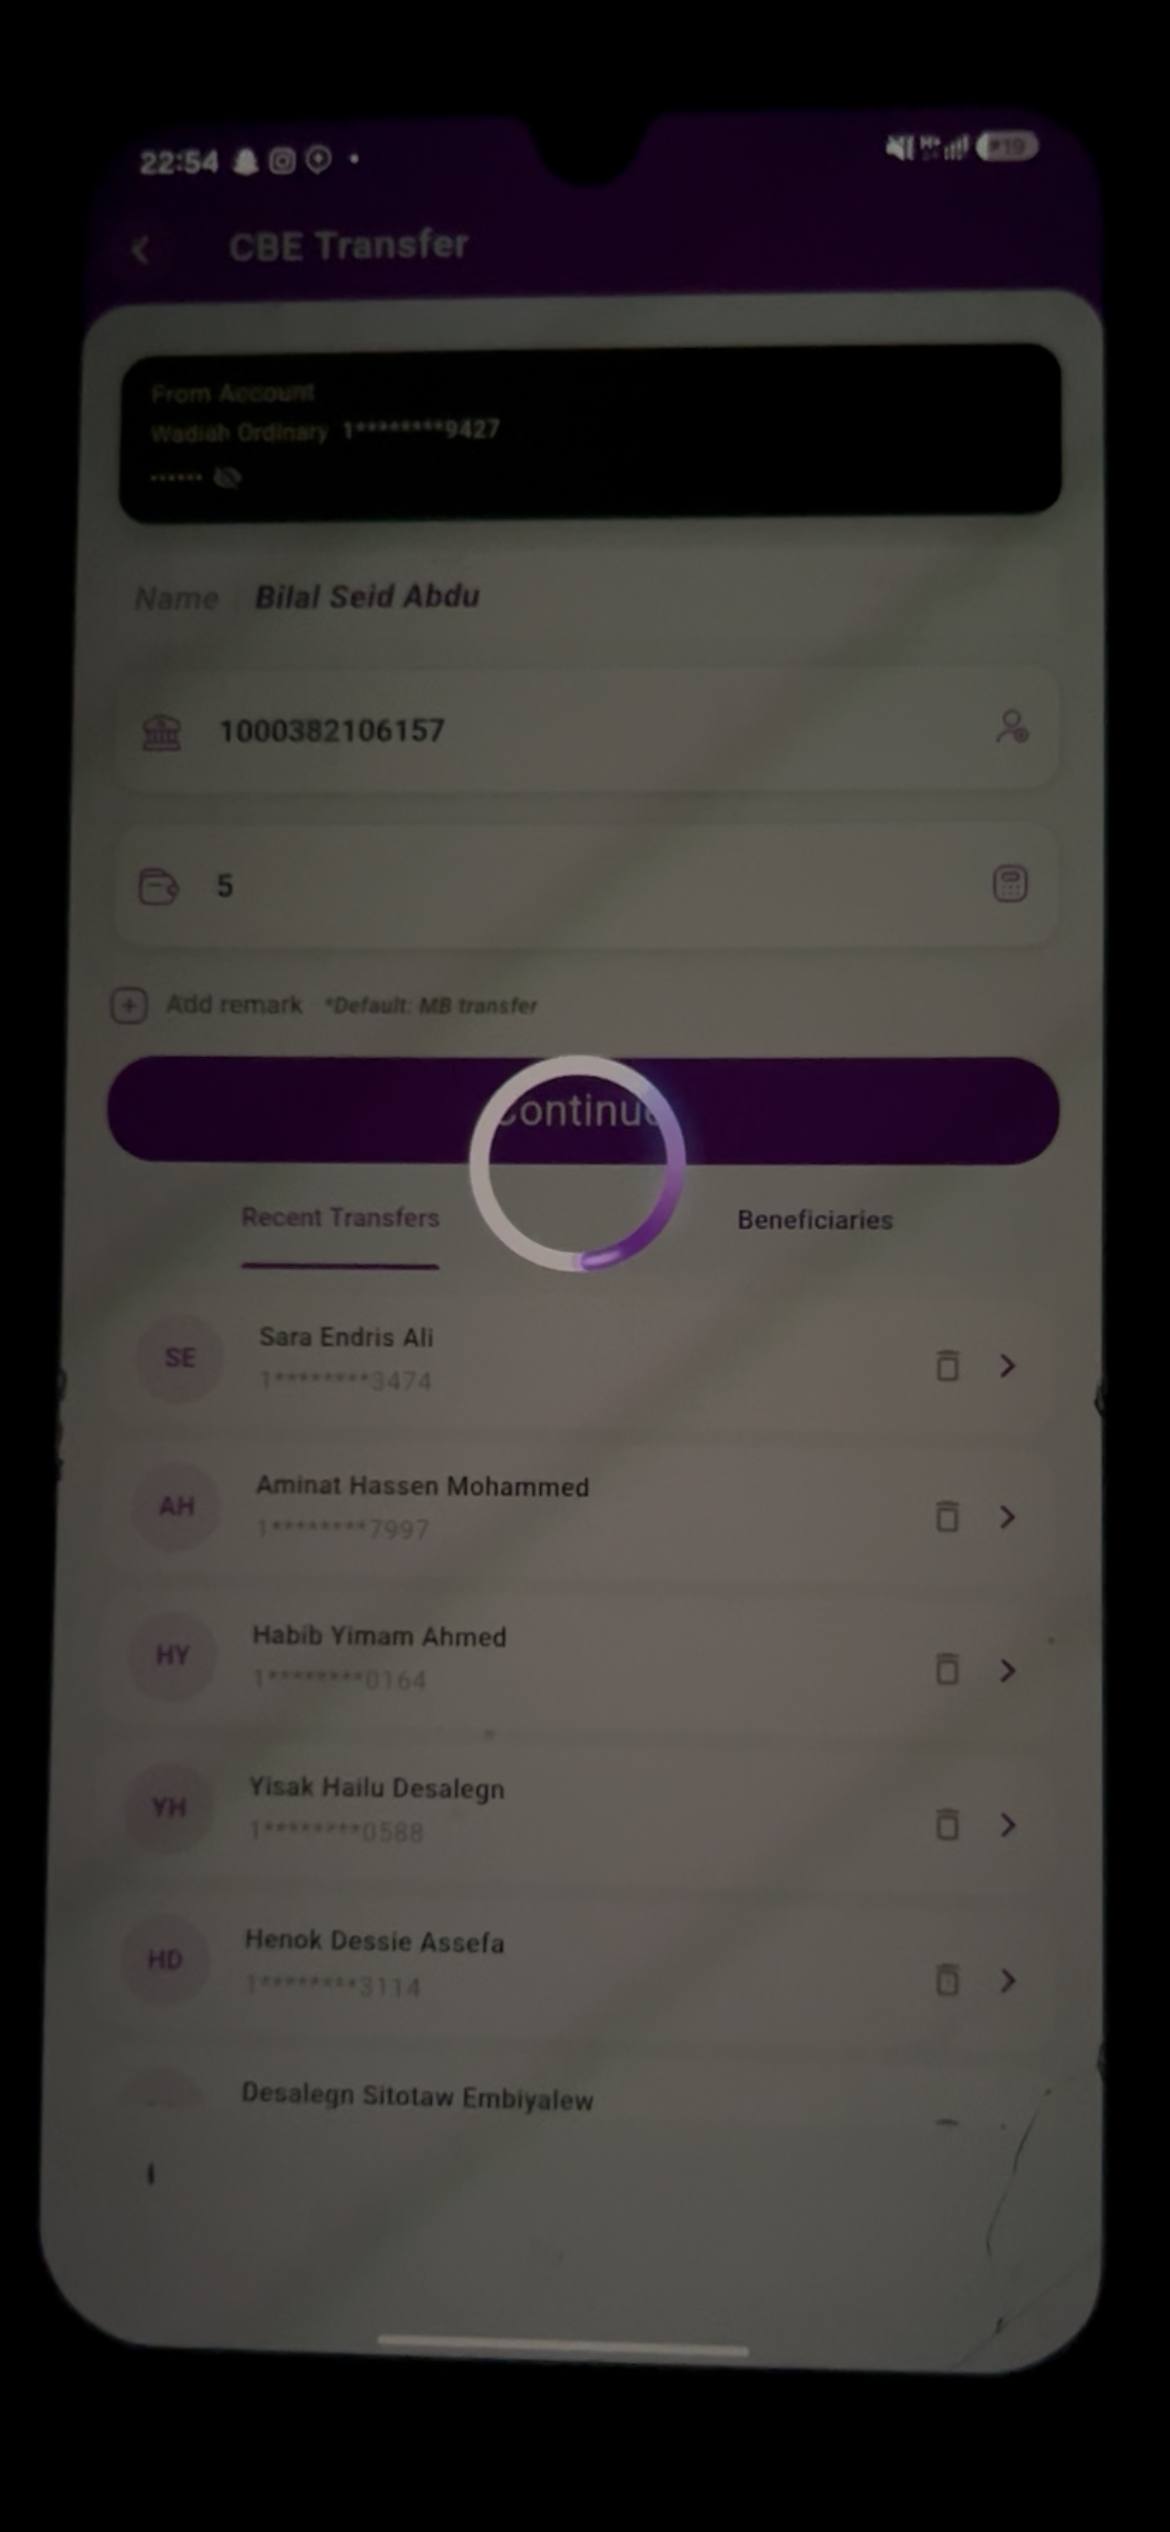 22:54
19
CBE Transfer
From Account
Wadiah Ordinary 1********9427
••••••
Name Bilal Seid Abdu
1000382106157
5
Add remark *Default: MB transfer
Continue
Recent Transfers Beneficiaries
SE Sara Endris Ali
1********3474
AH Aminat Hassen Mohammed
1********7997
HY Habib Yimam Ahmed
1********0164
YH Yisak Hailu Desalegn
1********0588
HD Henok Dessie Assefa
1********3114
Desalegn Sitotaw Embiyalew